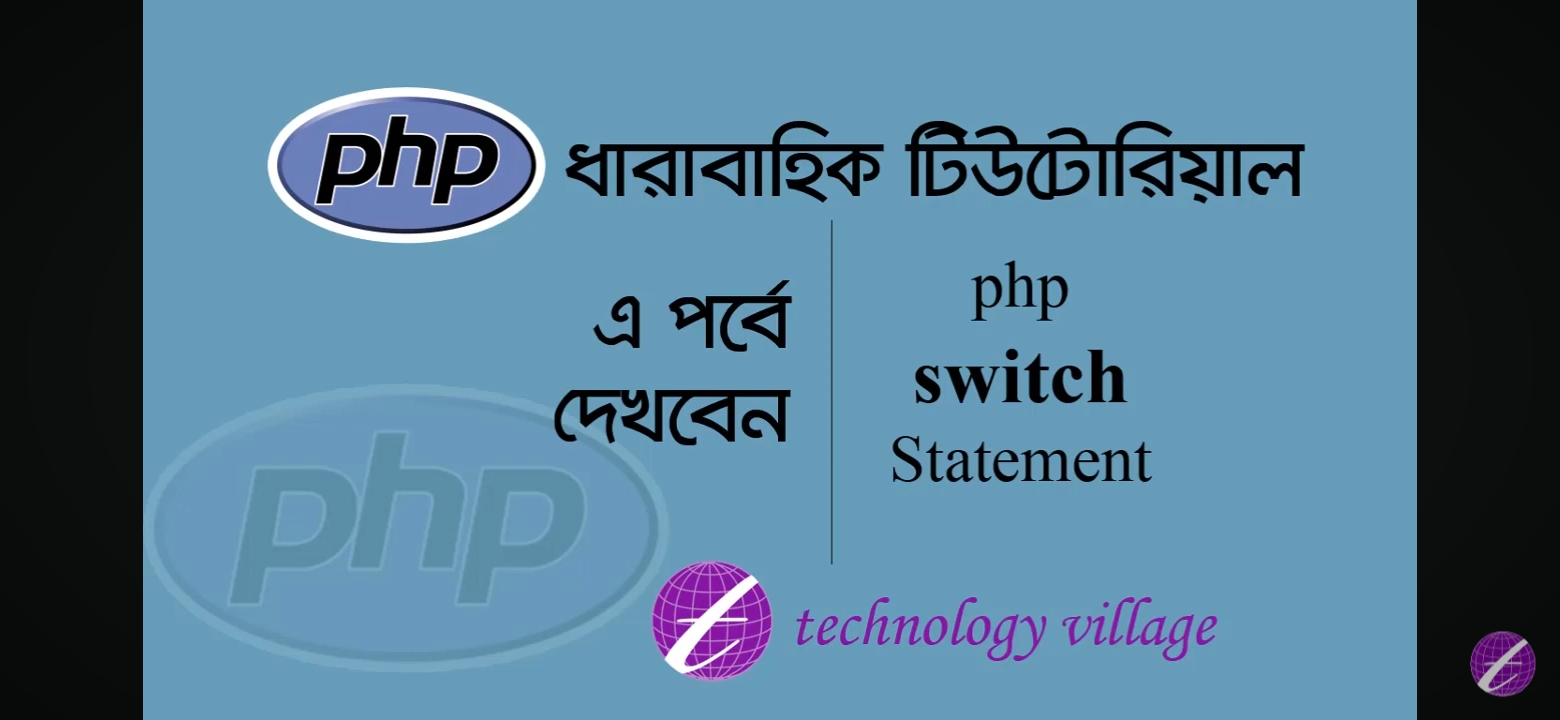 php ধারাবাহিক টিউটোরিয়াল
এ পর্বে
দেখবেন
php
switch
Statement
php
technology village